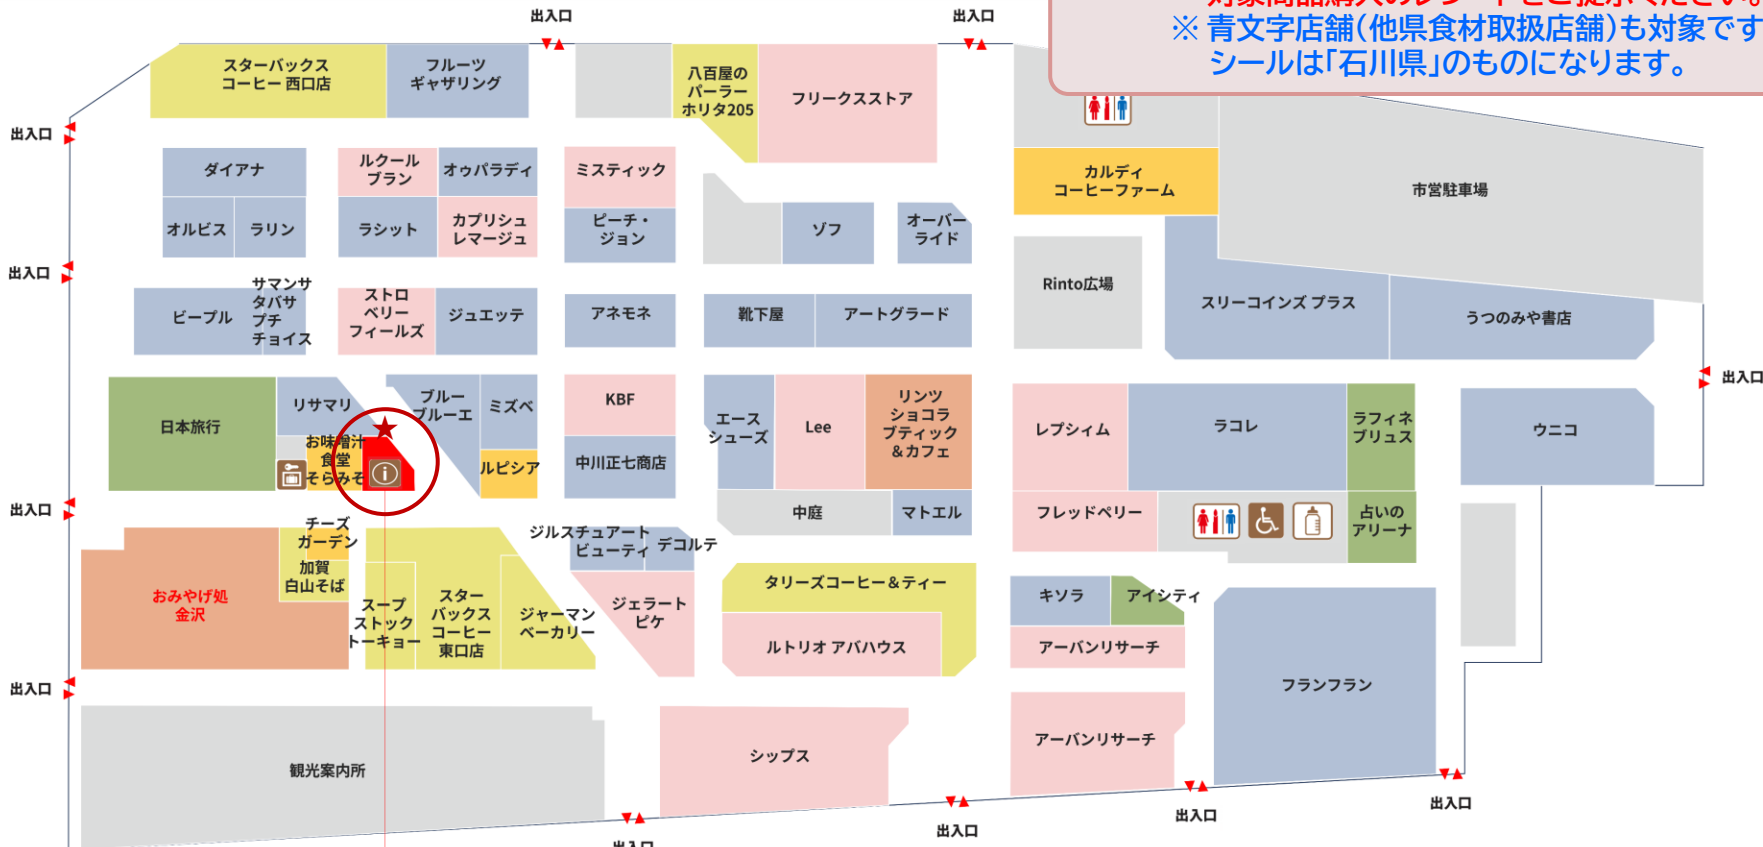 対象商品購入のレシートをご提示ください。
※ 青文字店舗(他県食材取扱店舗)も対象です
シールは「石川県」のものになります。
出入口
出入口
スターバックス
コーヒー 西口店
フルーツ
ギャザリング
八百屋の
パーラー
ホリタ205
フリークスストア
出入口
ダイアナ
ルクール
ブラン
オゥパラディ
ミスティック
カルディ
コーヒーファーム
市営駐車場
オルビス
ラリン
ラシット
カプリシュ
レマージュ
ピーチ・
ジョン
ゾフ
オーバー
ライド
出入口
ビープル
サマンサ
タバサ
プチ
チョイス
ストロ
ベリー
フィールズ
ジュエッテ
アネモネ
靴下屋
アートグラード
Rinto広場
スリーコインズ プラス
うつのみや書店
出入口
日本旅行
リサマリ
ブルー
ブルーエ
ミズベ
KBF
エース
シューズ
Lee
リンツ
ショコラ
ブティック
&カフェ
レプシィム
ラコレ
ラフィネ
プリュス
ウニコ
お味噌汁
食堂
そらみそ
ルピシア
中川正七商店
出入口
中庭
マトエル
フレッドペリー
占いの
アリーナ
チーズ
ガーデン
加賀
白山そば
ジルスチュアート
ビューティ
デコルテ
おみやげ処
金沢
スープ
ストック
トーキョー
スター
バックス
コーヒー
東口店
ジャーマン
ベーカリー
ジェラート
ピケ
タリーズコーヒー&ティー
ルトリオ アバハウス
キソラ
アイシティ
アーバンリサーチ
フランフラン
出入口
観光案内所
シップス
アーバンリサーチ
出入口
出入口
出入口
出入口